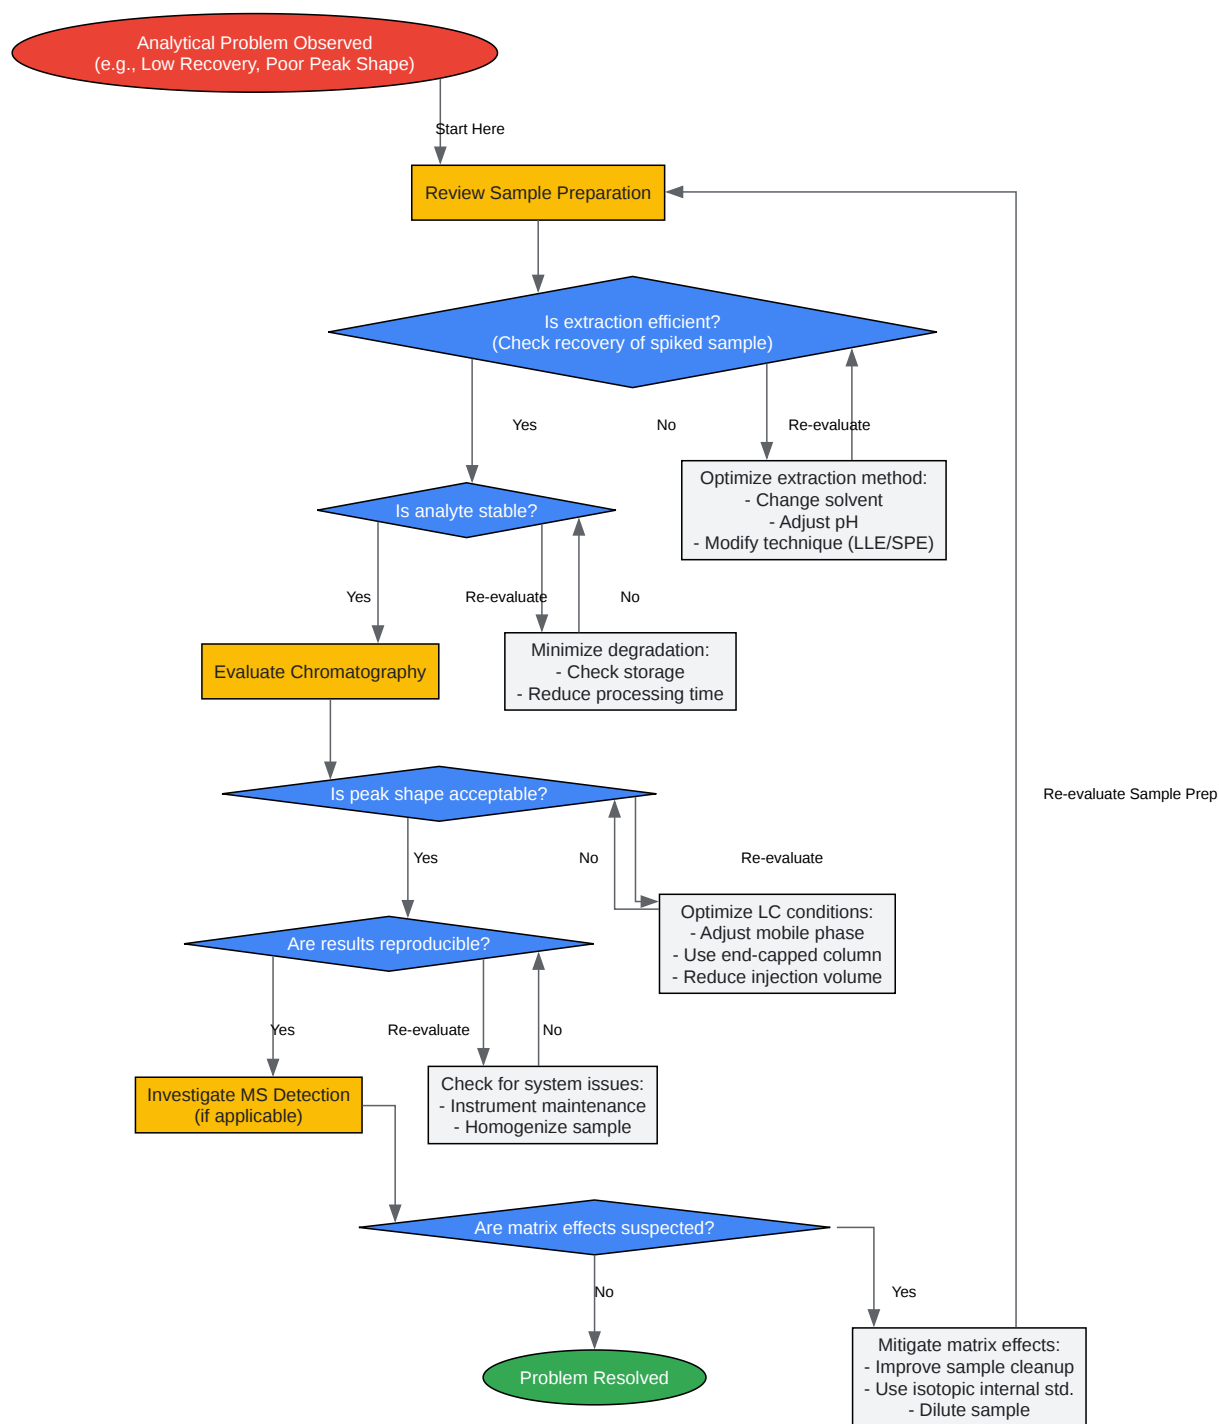 Analytical Problem Observed
(e.g., Low Recovery, Poor Peak Shape)
Start Here
Review Sample Preparation
Is extraction efficient?
(Check recovery of spiked sample)
Yes
No
Re-evaluate
Optimize extraction method:
- Change solvent
- Adjust pH
- Modify technique (LLE/SPE)
Is analyte stable?
Yes
Re-evaluate
No
Minimize degradation:
- Check storage
- Reduce processing time
Evaluate Chromatography
Is peak shape acceptable?
Re-evaluate Sample Prep
Yes
No
Re-evaluate
Optimize LC conditions:
- Adjust mobile phase
- Use end-capped column
- Reduce injection volume
Are results reproducible?
Yes
Re-evaluate
No
Check for system issues:
- Instrument maintenance
- Homogenize sample
Investigate MS Detection
(if applicable)
Are matrix effects suspected?
No
Yes
Mitigate matrix effects:
- Improve sample cleanup
- Use isotopic internal std.
- Dilute sample
Problem Resolved